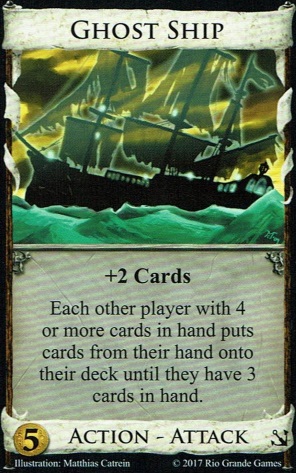 GHOST SHIP
+2 Cards
Each other player with 4
or more cards in hand puts
cards from their hand onto
their deck until they have 3
cards in hand.
5 ACTION - ATTACK
Illustration: Matthias Catrein © 2017 Rio Grande Games